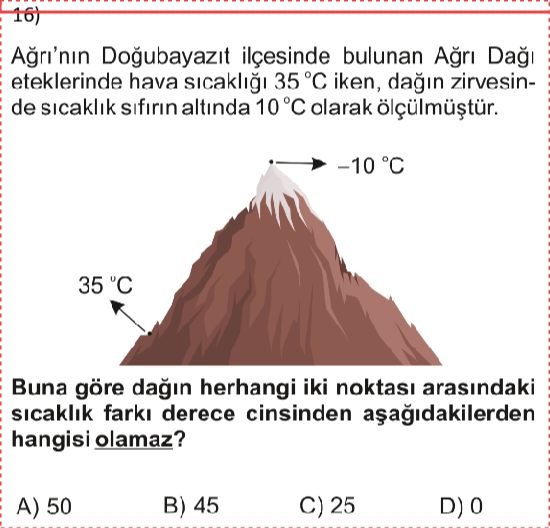 16)
Ağrı’nın Doğubayazıt ilçesinde bulunan Ağrı Dağı
eteklerinde hava sıcaklığı 35 °C iken, dağın zirvesin-
de sıcaklık sıfırın altında 10 °C olarak ölçülmüştür.
–10 °C
35 °C
Buna göre dağın herhangi iki noktası arasındaki
sıcaklık farkı derece cinsinden aşağıdakilerden
hangisi olamaz?
A) 50 B) 45 C) 25 D) 0